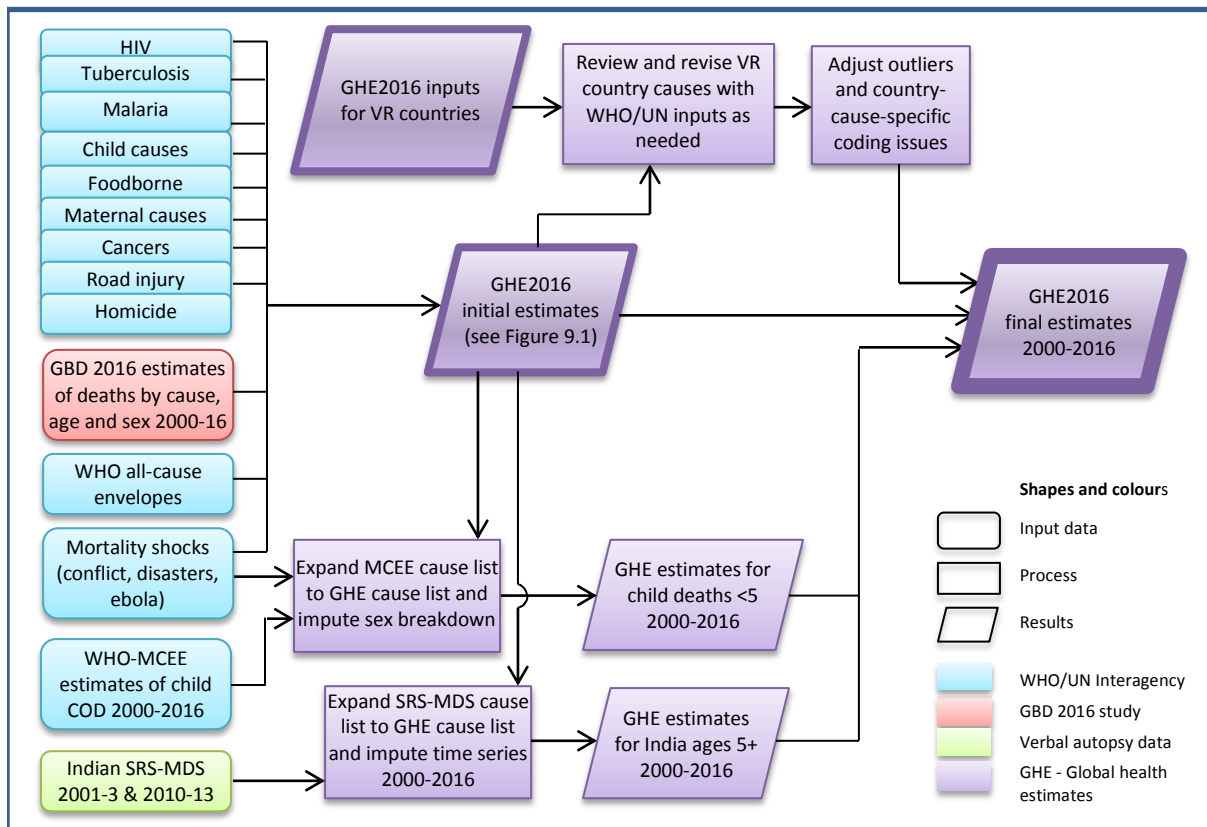 HIV
Tuberculosis
Malaria
Child causes
Foodborne
Maternal causes
Cancers
Road injury
Homicide
GBD 2016 estimates
of deaths by cause,
age and sex 2000-16
WHO all-cause
envelopes
Mortality shocks
(conflict, disasters,
ebola)
WHO-MCEE
estimates of child
COD 2000-2016
Indian SRS-MDS
2001-3 & 2010-13
GHE2016 inputs
for VR countries
Review and revise VR
country causes with
WHO/UN inputs as
needed
Adjust outliers
and country-
cause-specific
coding issues
GHE2016
initial estimates
(see Figure 9.1)
GHE2016
final estimates
2000-2016
Expand MCEE cause list
to GHE cause list and
impute sex breakdown
GHE estimates for
child deaths <5
2000-2016
Expand SRS-MDS cause
list to GHE cause list
and impute time series
2000-2016
GHE estimates
for India ages 5+
2000-2016
Shapes and colours
Input data
Process
Results
WHO/UN Interagency
GBD 2016 study
Verbal autopsy data
GHE - Global health
estimates